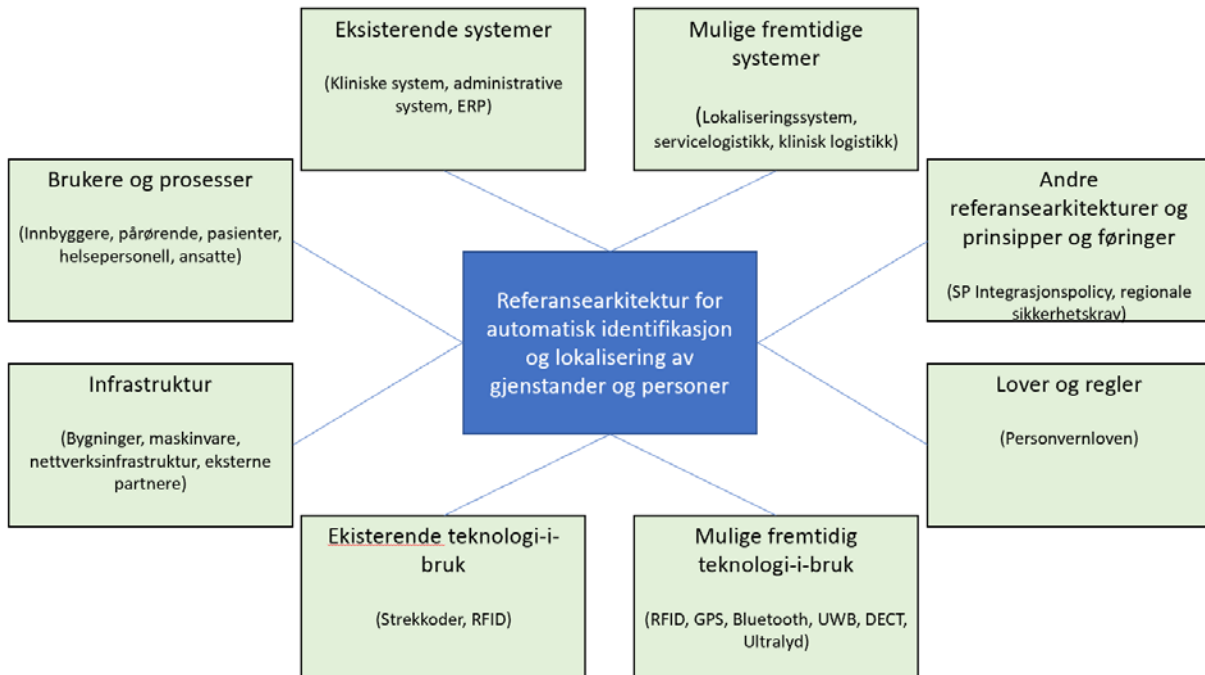 Eksisterende systemer
(Kliniske system, administrative
system, ERP)
Mulige fremtidige
systemer
(Lokaliseringssystem,
servicelogistikk, klinisk logistikk)
Brukere og prosesser
(Innbyggere, pårørende, pasienter,
helsepersonell, ansatte)
Andre
referansearkitekturer og
prinsipper og føringer
(SP Integrasjonspolicy, regionale
sikkerhetskrav)
Referansearkitektur for
automatisk identifikasjon
og lokalisering av
gjenstander og personer
Infrastruktur
(Bygninger, maskinvare,
nettverksinfrastruktur, eksterne
partnere)
Lover og regler
(Personvernloven)
Ekisterende teknologi-i-
bruk
(Strekkoder, RFID)
Mulige fremtidig
teknologi-i-bruk
(RFID, GPS, Bluetooth, UWB, DECT,
Ultralyd)